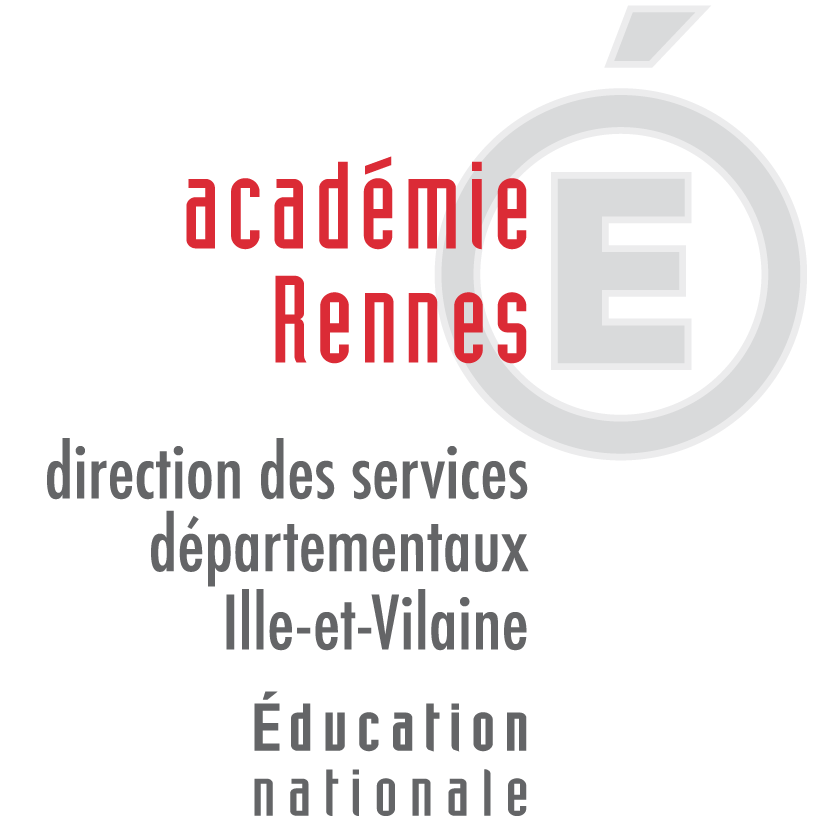 É
académie
Rennes
direction des services
départementaux
Ille-et-Vilaine
Éducation
nationale